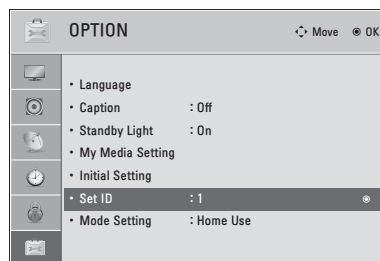 OPTION Move OK
• Language
• Caption : Off
• Standby Light : On
• My Media Setting
• Initial Setting
• Set ID : 1
• Mode Setting : Home Use